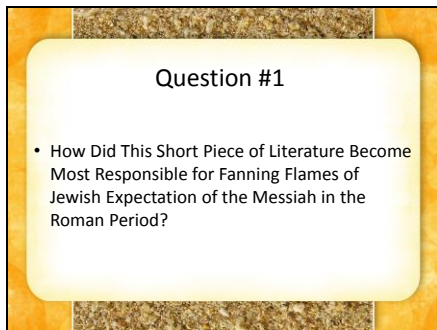 Question #1
• How Did This Short Piece of Literature Become
Most Responsible for Fanning Flames of
Jewish Expectation of the Messiah in the
Roman Period?